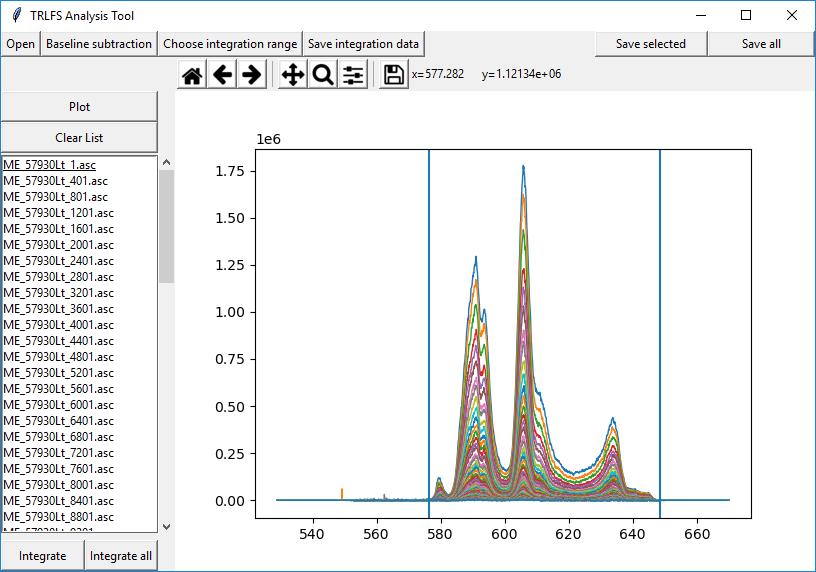 TRLFS Analysis Tool
Open Baseline subtraction Choose integration range Save integration data Save selected Save all
x=577.282 y=1.12134e+06
Plot
Clear List
ME_57930Lt_1.asc
ME_57930Lt_401.asc
ME_57930Lt_801.asc
ME_57930Lt_1201.asc
ME_57930Lt_1601.asc
ME_57930Lt_2001.asc
ME_57930Lt_2401.asc
ME_57930Lt_2801.asc
ME_57930Lt_3201.asc
ME_57930Lt_3601.asc
ME_57930Lt_4001.asc
ME_57930Lt_4401.asc
ME_57930Lt_4801.asc
ME_57930Lt_5201.asc
ME_57930Lt_5601.asc
ME_57930Lt_6001.asc
ME_57930Lt_6401.asc
ME_57930Lt_6801.asc
ME_57930Lt_7201.asc
ME_57930Lt_7601.asc
ME_57930Lt_8001.asc
ME_57930Lt_8401.asc
ME_57930Lt_8801.asc
Integrate Integrate all
1e6
1.75
1.50
1.25
1.00
0.75
0.50
0.25
0.00
540 560 580 600 620 640 660